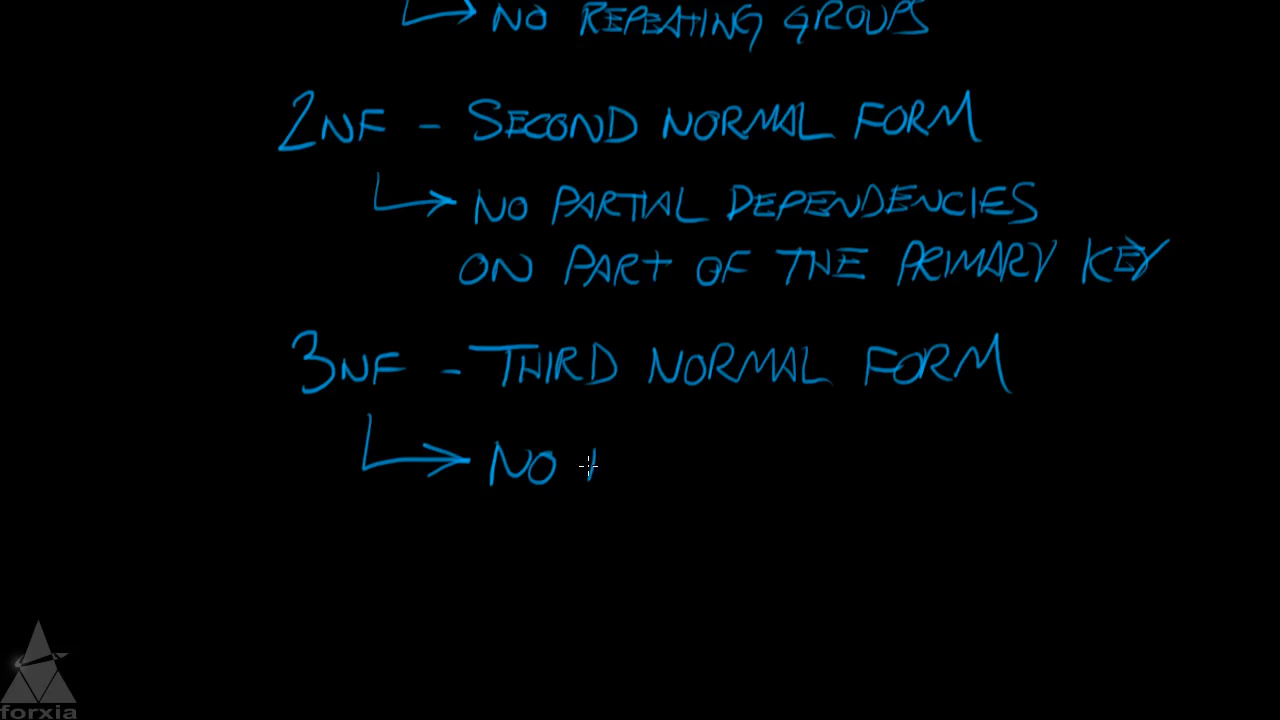 NO REPEATING GROUPS
2NF - SECOND NORMAL FORM
NO PARTIAL DEPENDENCIES
ON PART OF THE PRIMARY KEY
3NF - THIRD NORMAL FORM
NO
forxia